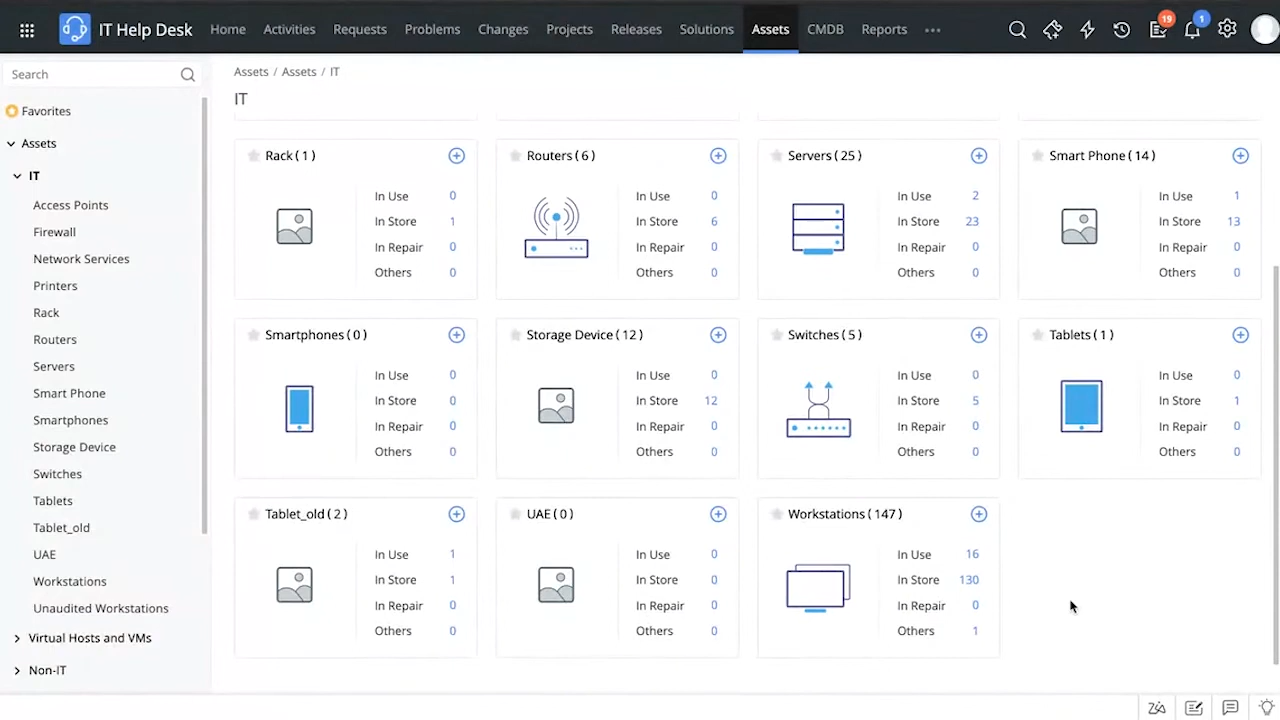 IT Help Desk Home Activities Requests Problems Changes Projects Releases Solutions Assets CMDB Reports 19 1
Search
Favorites
Assets
IT
Access Points
Firewall
Network Services
Printers
Rack
Routers
Servers
Smart Phone
Smartphones
Storage Device
Switches
Tablets
Tablet_old
UAE
Workstations
Unaudited Workstations
Virtual Hosts and VMs
Non-IT
Assets / Assets / IT
IT
Rack ( 1 )
In Use 0
In Store 1
In Repair 0
Others 0
Routers ( 6 )
In Use 0
In Store 6
In Repair 0
Others 0
Servers ( 25 )
In Use 2
In Store 23
In Repair 0
Others 0
Smart Phone ( 14 )
In Use 1
In Store 13
In Repair 0
Others 0
Smartphones ( 0 )
In Use 0
In Store 0
In Repair 0
Others 0
Storage Device ( 12 )
In Use 0
In Store 12
In Repair 0
Others 0
Switches ( 5 )
In Use 0
In Store 5
In Repair 0
Others 0
Tablets ( 1 )
In Use 0
In Store 1
In Repair 0
Others 0
Tablet_old ( 2 )
In Use 1
In Store 1
In Repair 0
Others 0
UAE ( 0 )
In Use 0
In Store 0
In Repair 0
Others 0
Workstations ( 147 )
In Use 16
In Store 130
In Repair 0
Others 1